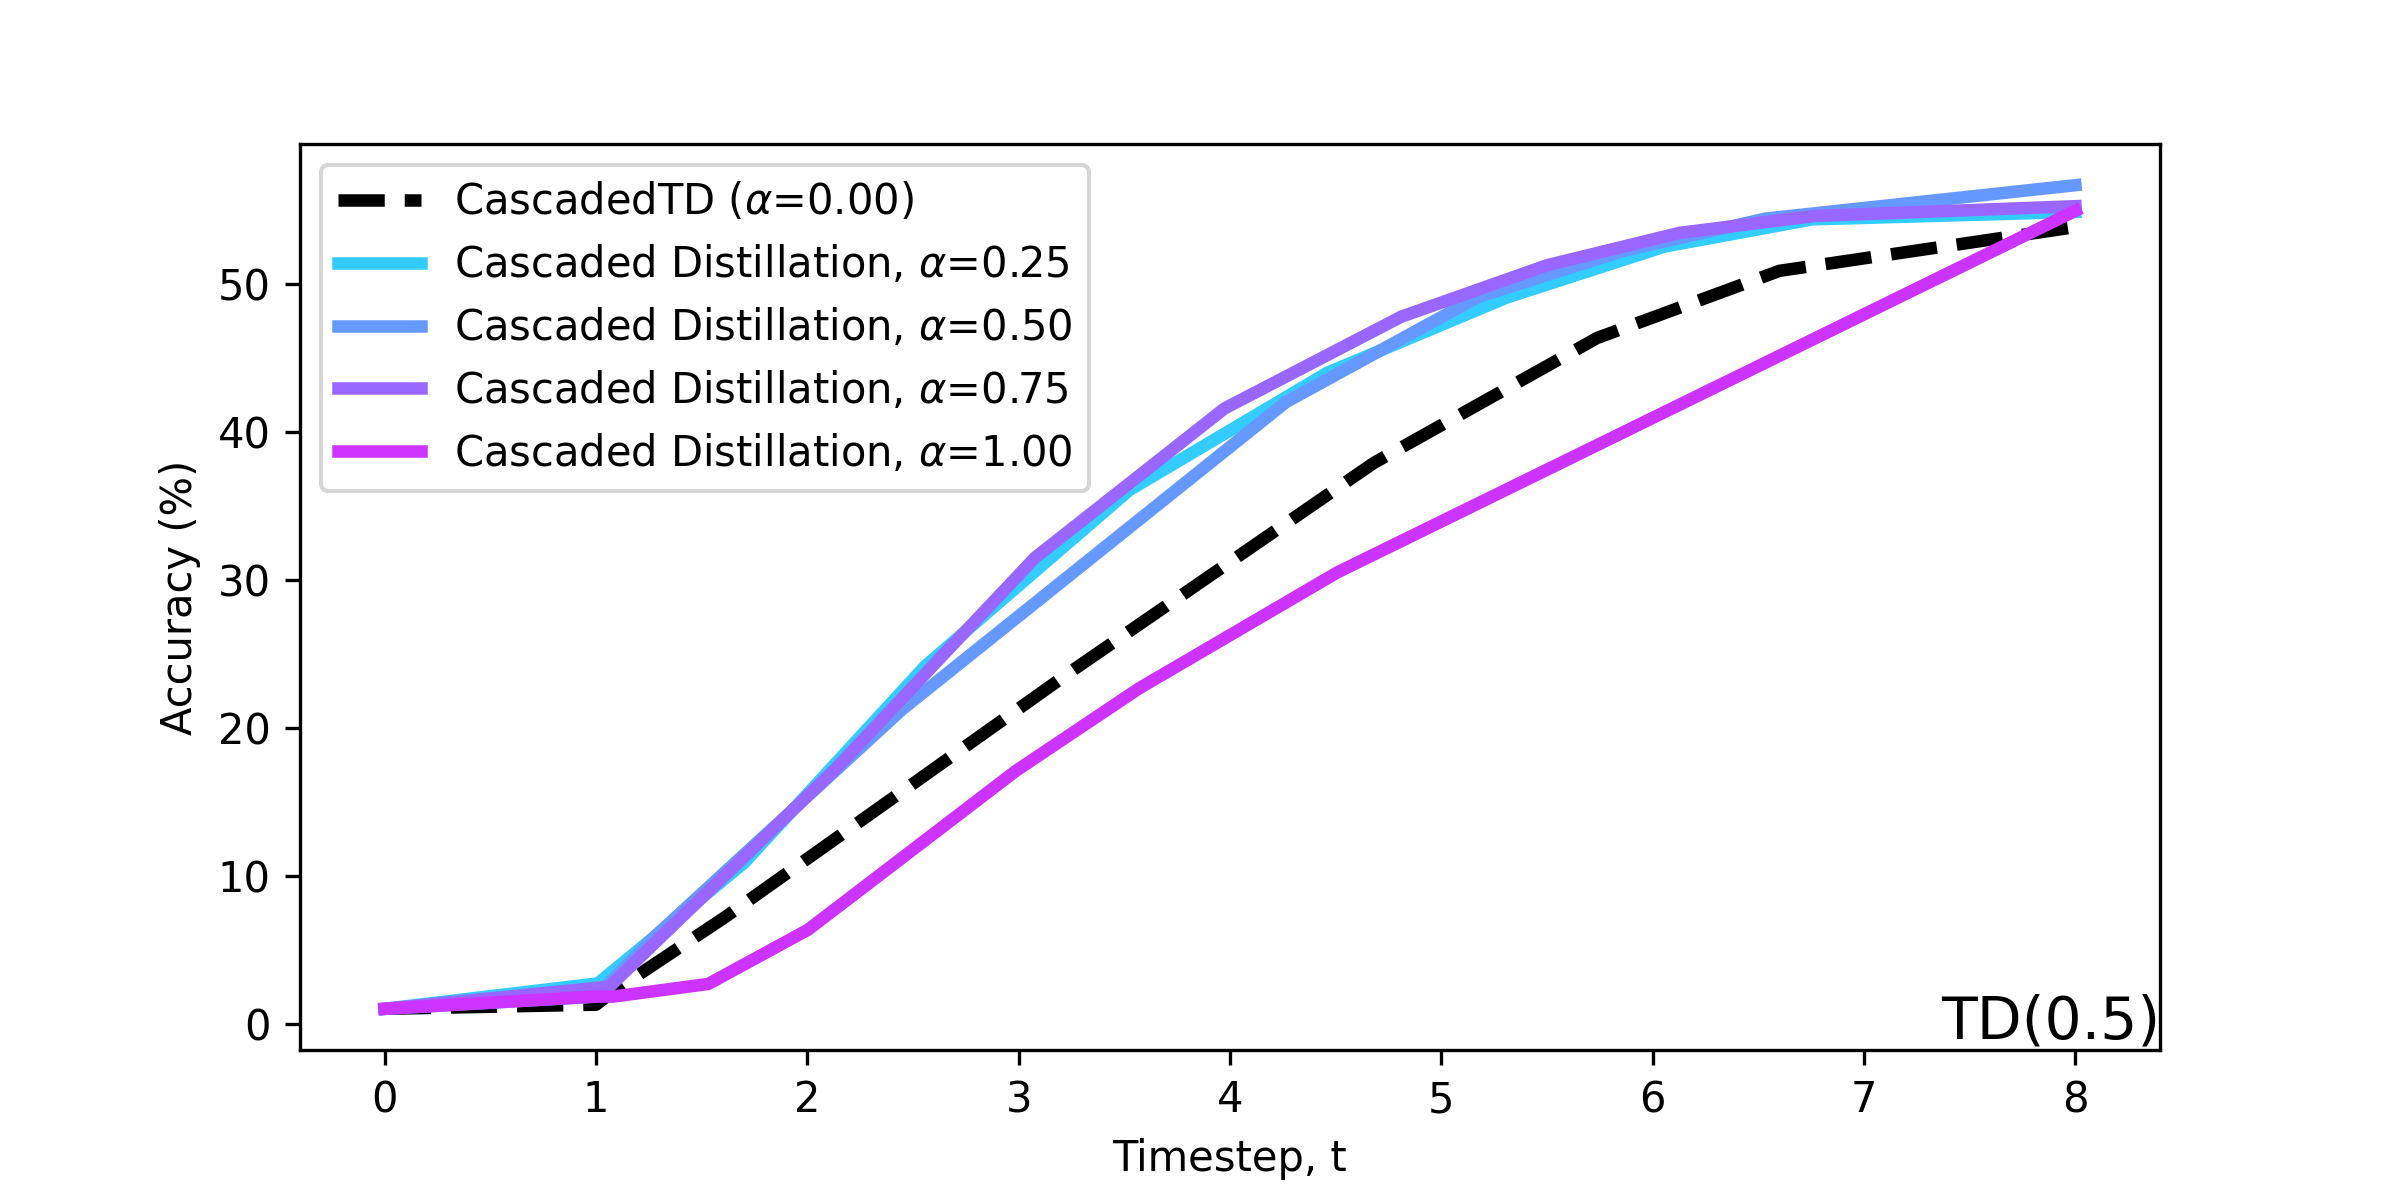 CascadedTD (α=0.00)
Cascaded Distillation, α=0.25
Cascaded Distillation, α=0.50
Cascaded Distillation, α=0.75
Cascaded Distillation, α=1.00
50
40
30
20
10
0
Accuracy (%)
TD(0.5)
0 1 2 3 4 5 6 7 8
Timestep, t